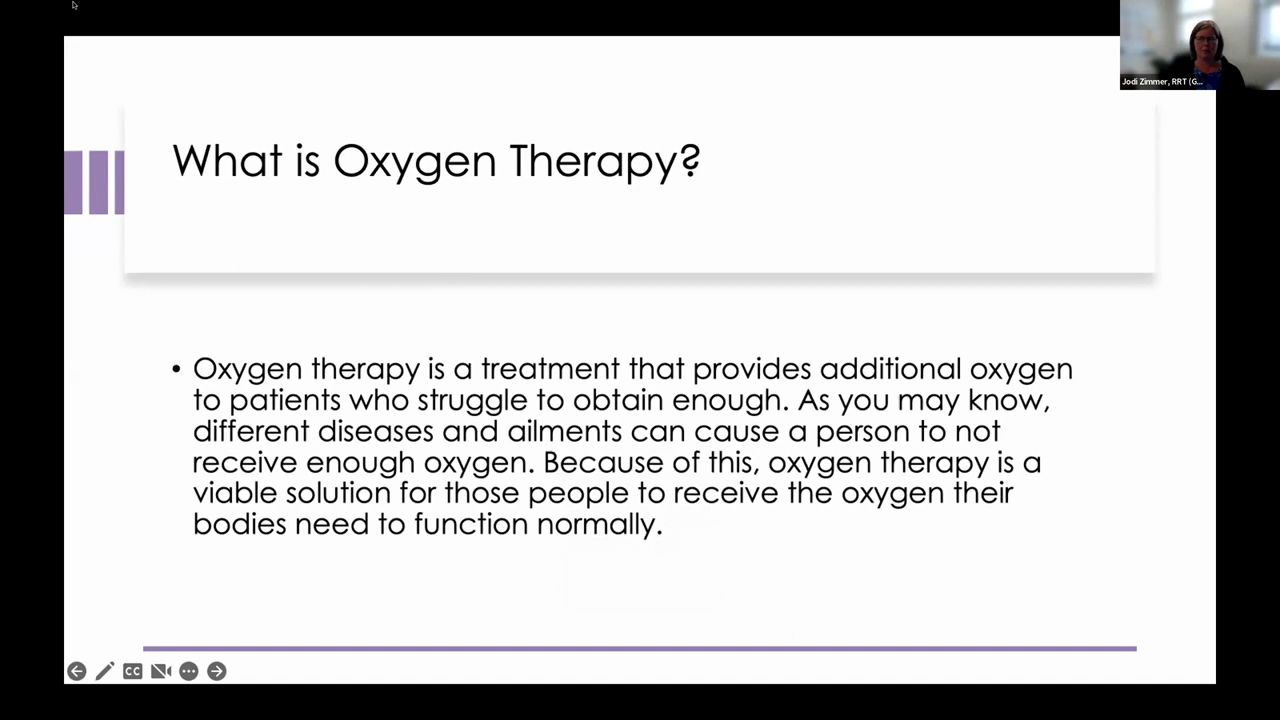 Jodi Zimmer, RRT (G...
What is Oxygen Therapy?
• Oxygen therapy is a treatment that provides additional oxygen
to patients who struggle to obtain enough. As you may know,
different diseases and ailments can cause a person to not
receive enough oxygen. Because of this, oxygen therapy is a
viable solution for those people to receive the oxygen their
bodies need to function normally.
CC